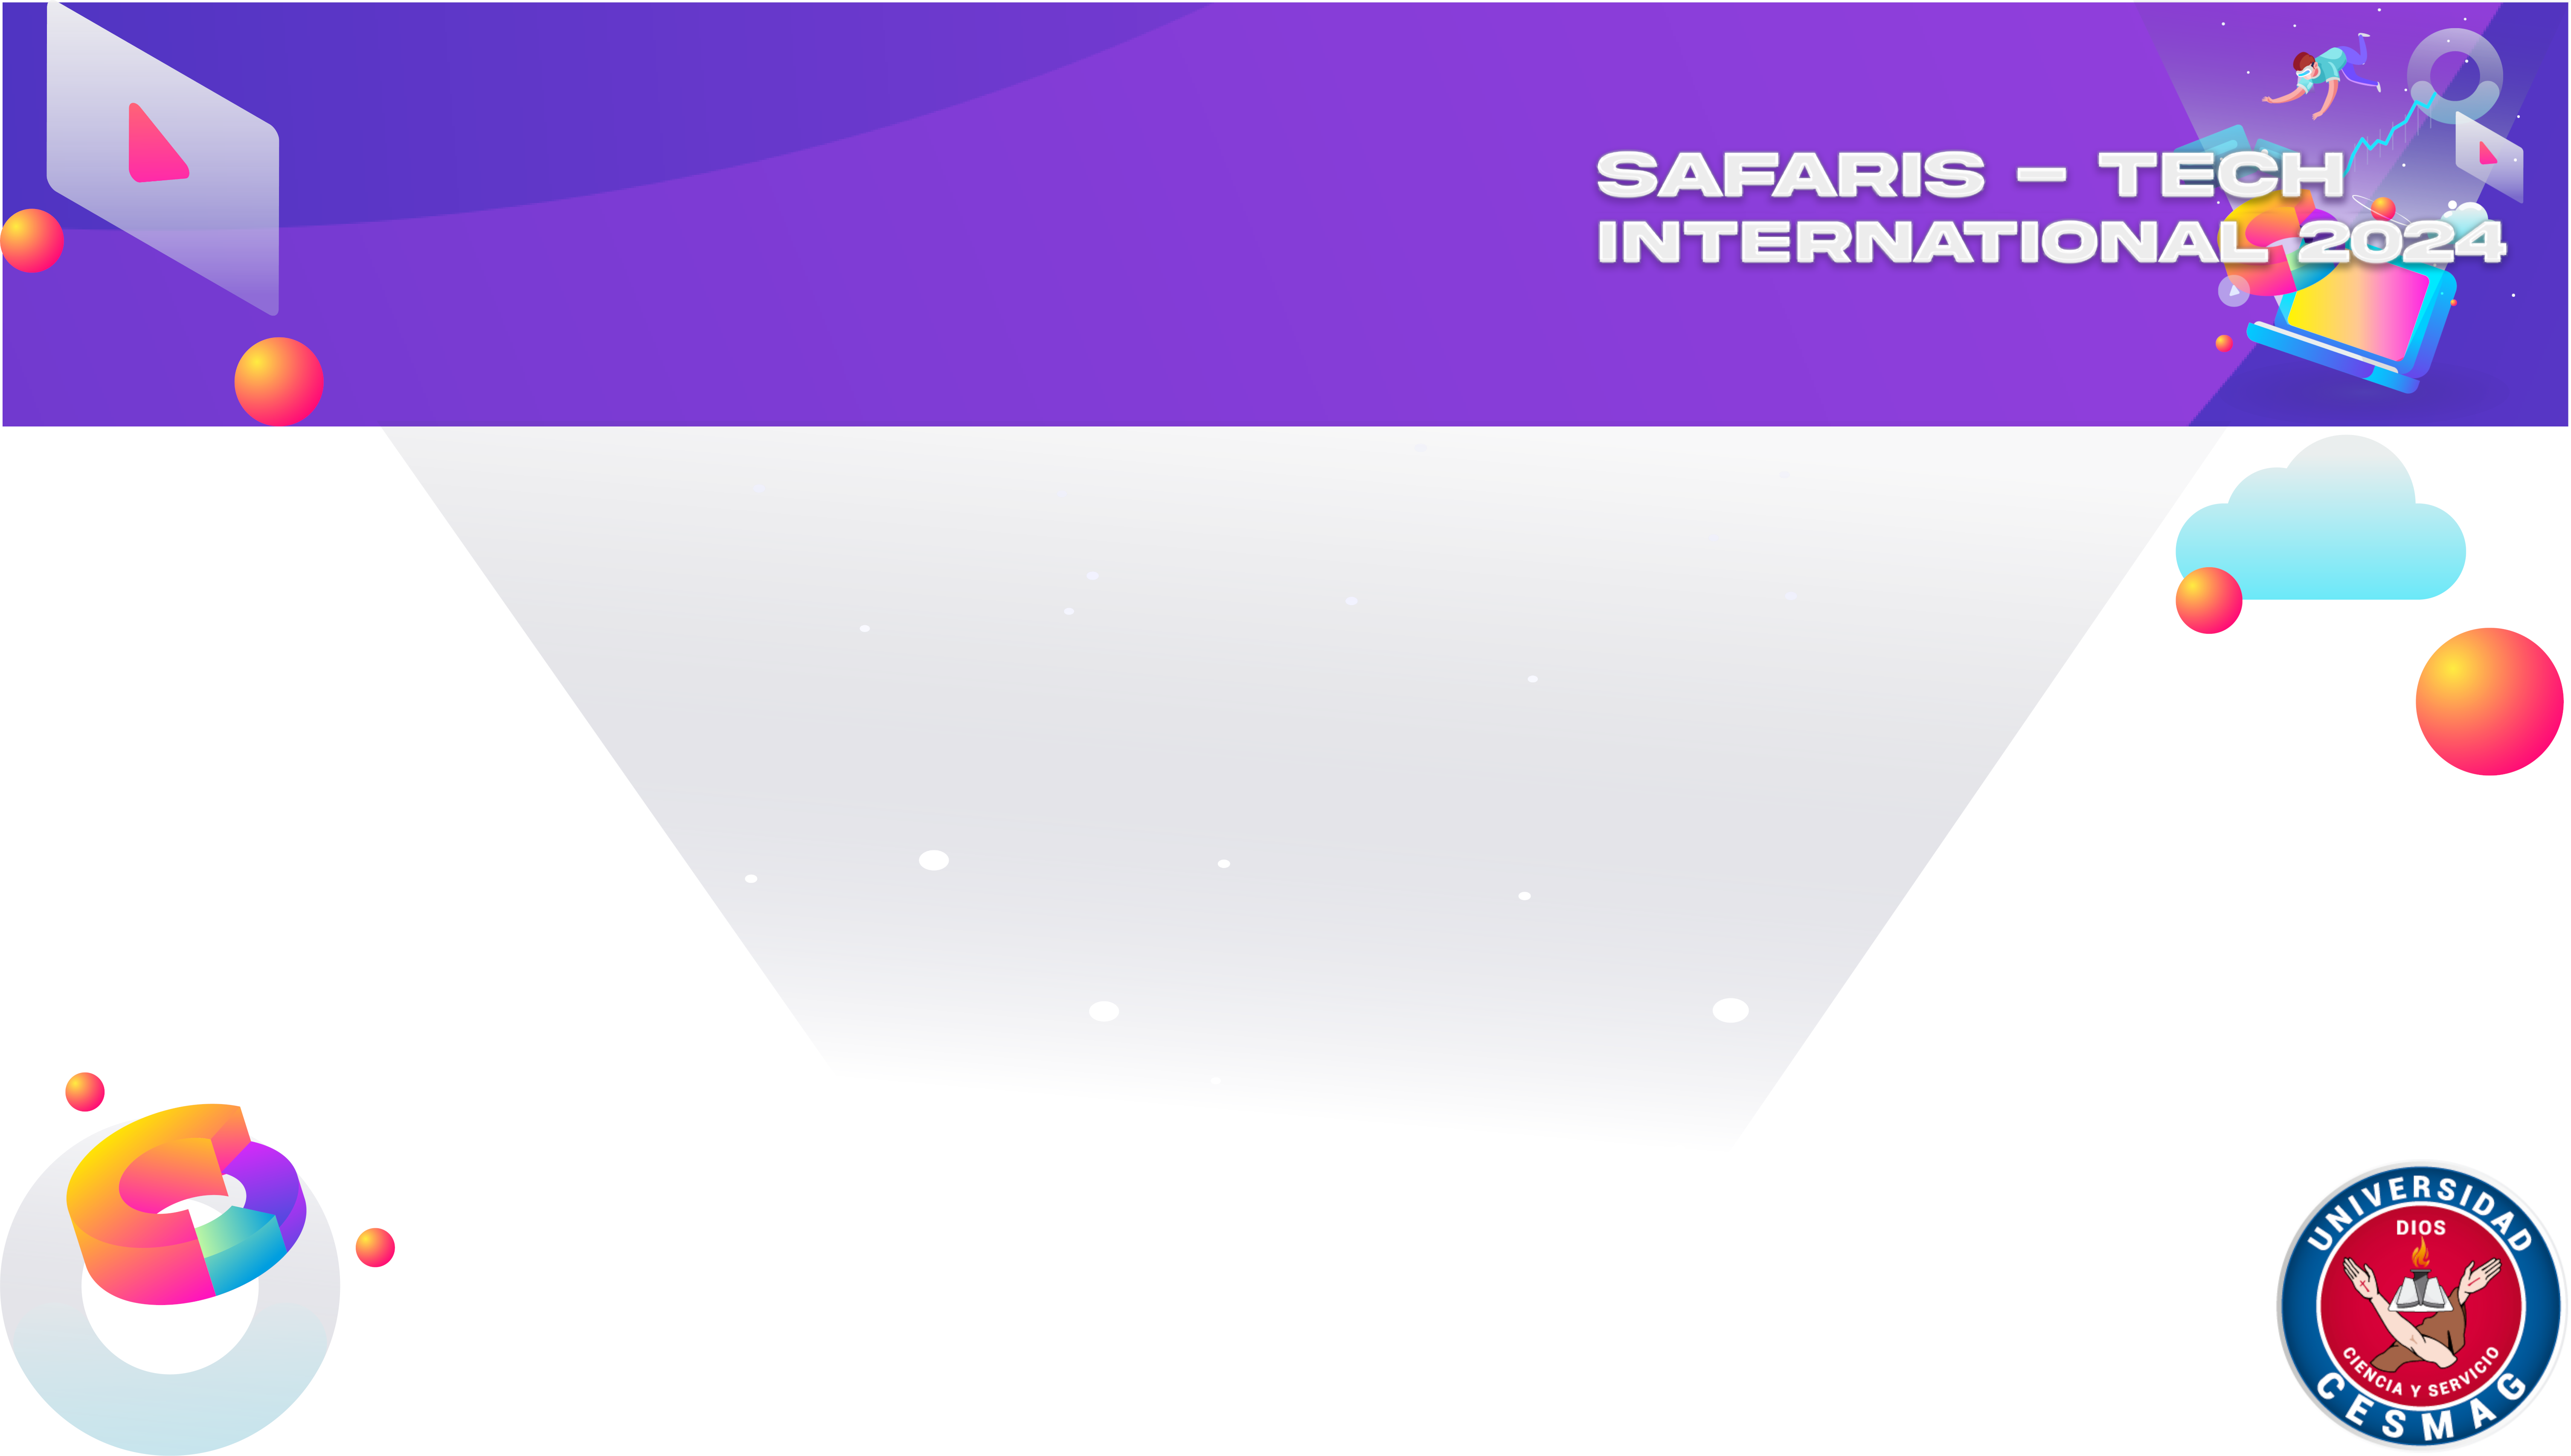 SAFARIS – TECH
INTERNATIONAL 2024
UNIVERSIDAD
DIOS
CIENCIA Y SERVICIO
CESMAG